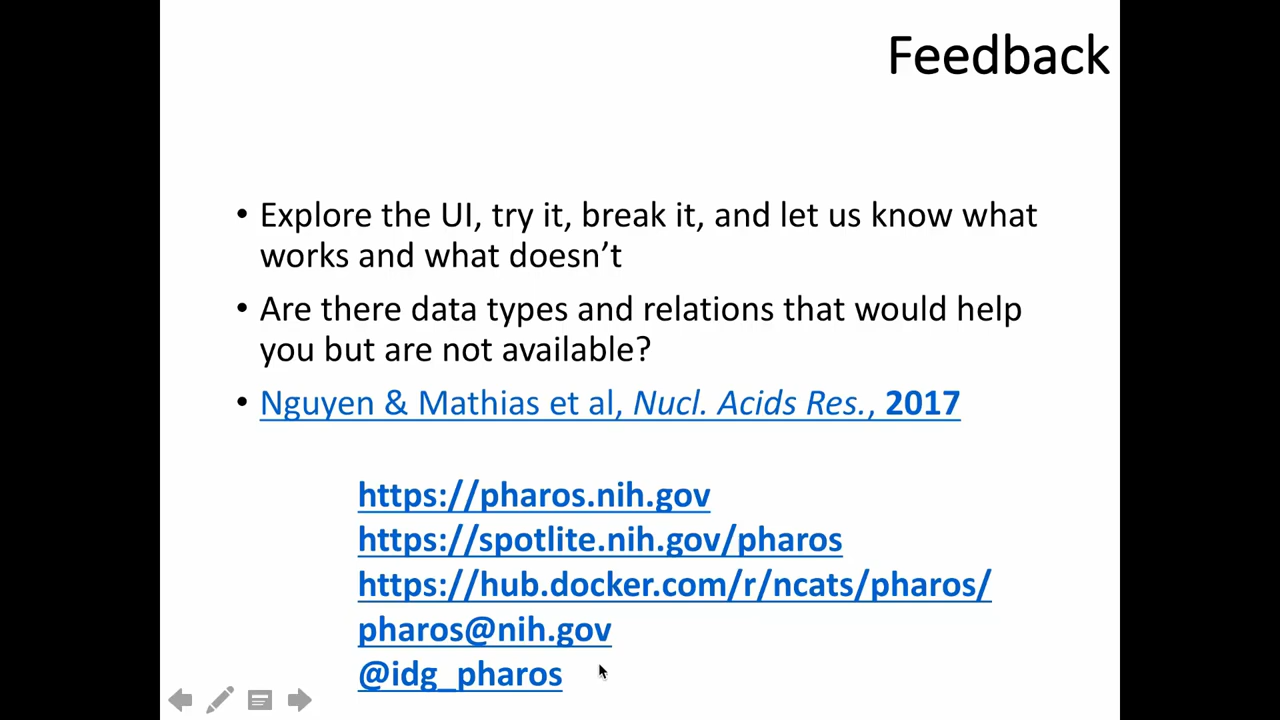 Feedback
• Explore the UI, try it, break it, and let us know what
works and what doesn’t
• Are there data types and relations that would help
you but are not available?
• Nguyen & Mathias et al, Nucl. Acids Res., 2017
https://pharos.nih.gov
https://spotlite.nih.gov/pharos
https://hub.docker.com/r/ncats/pharos/
pharos@nih.gov
@idg_pharos